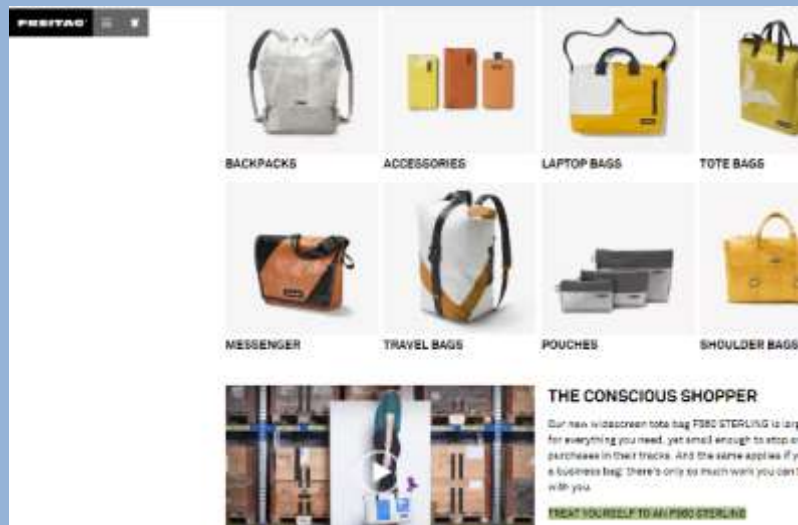 FREITAG
BACKPACKS
ACCESSORIES
LAPTOP BAGS
TOTE BAGS
MESSENGER
TRAVEL BAGS
POUCHES
SHOULDER BAGS
THE CONSCIOUS SHOPPER
Our new widescreen tote bag F560 STERLING is
for everything you need, yet small enough to stop
purchases in their tracks. And the same applies if
a business bag: there's only so much work you can
with you.
TREAT YOURSELF TO AN F560 STERLING